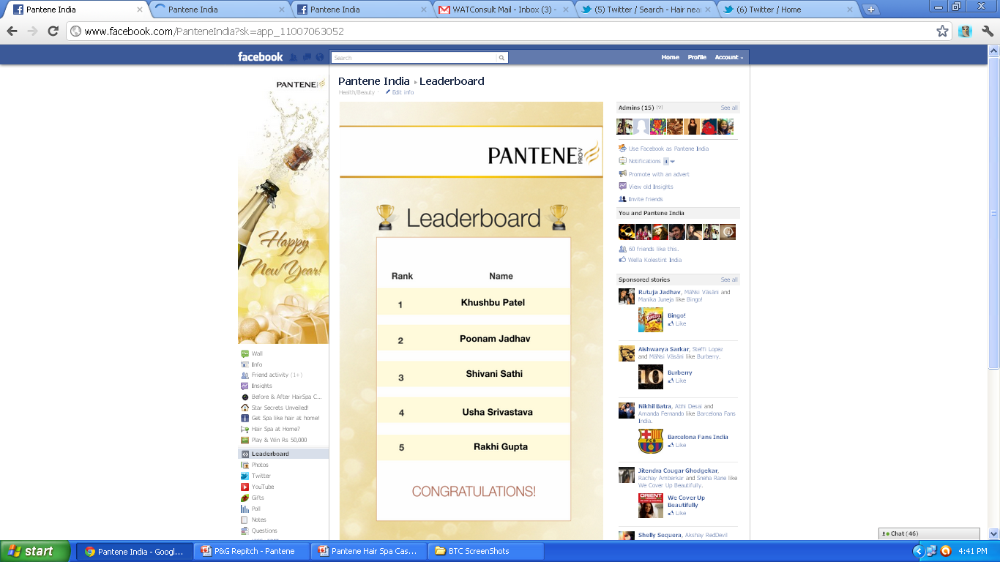 Pantene India
Pantene India
Pantene India
WATConsult Mail - Inbox (3) -
(5) Twitter / Search - Hair near
(6) Twitter / Home
www.facebook.com/PanteneIndia?sk=app_11007063052
facebook
Search
Home
Profile
Account
PANTENE
Happy
New Year!
Wall
Info
Friend activity (1+)
Insights
Before & After HairSpa C...
Star Secrets Unveiled!
Get Spa like hair at home!
Hair Spa at Home?
Play & Win Rs 50,000
Leaderboard
Photos
Twitter
YouTube
Gifts
Poll
Notes
Questions
Pantene India ▸ Leaderboard
Health/Beauty · Edit info
PANTENE PRO-V
Leaderboard
Rank Name
1 Khushbu Patel
2 Poonam Jadhav
3 Shivani Sathi
4 Usha Srivastava
5 Rakhi Gupta
CONGRATULATIONS!
Admins (15) [?] See all
Use Facebook as Pantene India
Notifications 4
Promote with an advert
View old Insights
Invite friends
You and Pantene India
60 friends like this.
Wella Kolestint India
Sponsored stories See all
Rutuja Jadhav, MäNsi Väsäni and
Manika Juneja like Bingo!
Bingo!
Like
Aishwarya Sarkar, Steffi Lopez
and MäNsi Väsäni like Burberry.
10
Burberry
Like
Nikhil Batra, Abhi Desai and
Amanda Fernando like Barcelona Fans
India.
FCB
Barcelona Fans India
Like
Jitendra Cougar Ghodgekar,
Rachay Amberkar and Sneha Rane like
We Cover Up Beautifully.
ORIENT
We Cover Up
Beautifully
Like
Shelly Sequera, Akshay RedDevil
Chat (46)
start
Pantene India - Googl...
P&G Repitch - Pantene
Pantene Hair Spa Cas...
BTC ScreenShots
4:41 PM